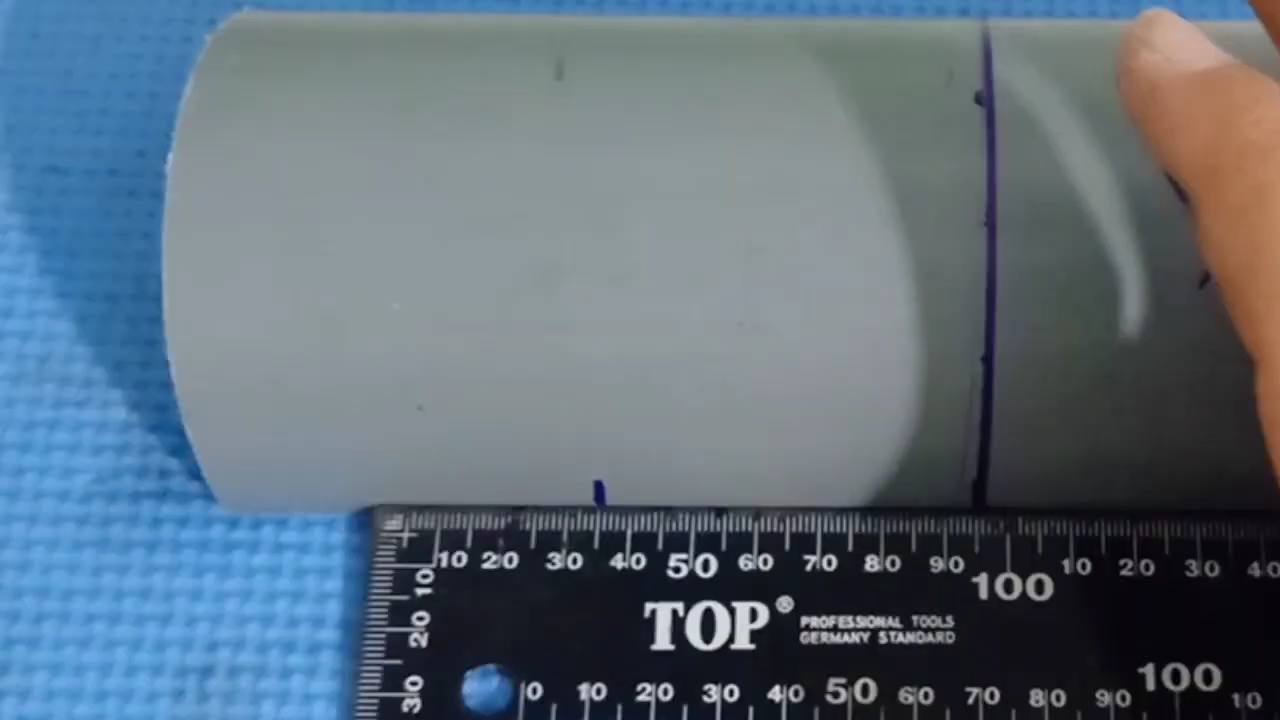 10 20 30 40 50 60 70 80 90 100 10 20 30 40
10
20
30
TOP® PROFESSIONAL TOOLS
GERMANY STANDARD
0 10 20 30 40 50 60 70 80 90 100 10